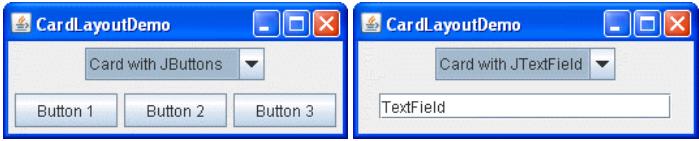 CardLayoutDemo
Card with JButtons
Button 1 Button 2 Button 3
CardLayoutDemo
Card with JTextField
TextField